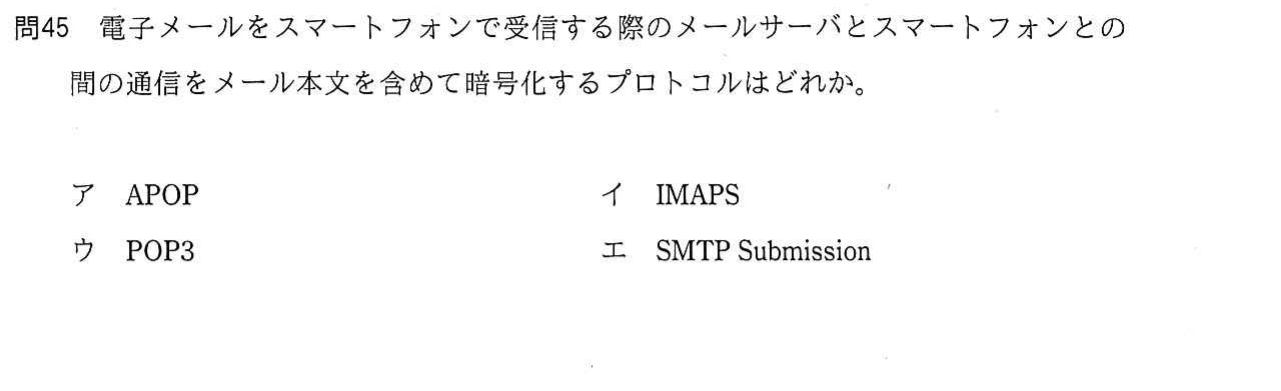 問45 電子メールをスマートフォンで受信する際のメールサーバとスマートフォンとの
間の通信をメール本文を含めて暗号化するプロトコルはどれか。
ア APOP イ IMAPS
ウ POP3 エ SMTP Submission